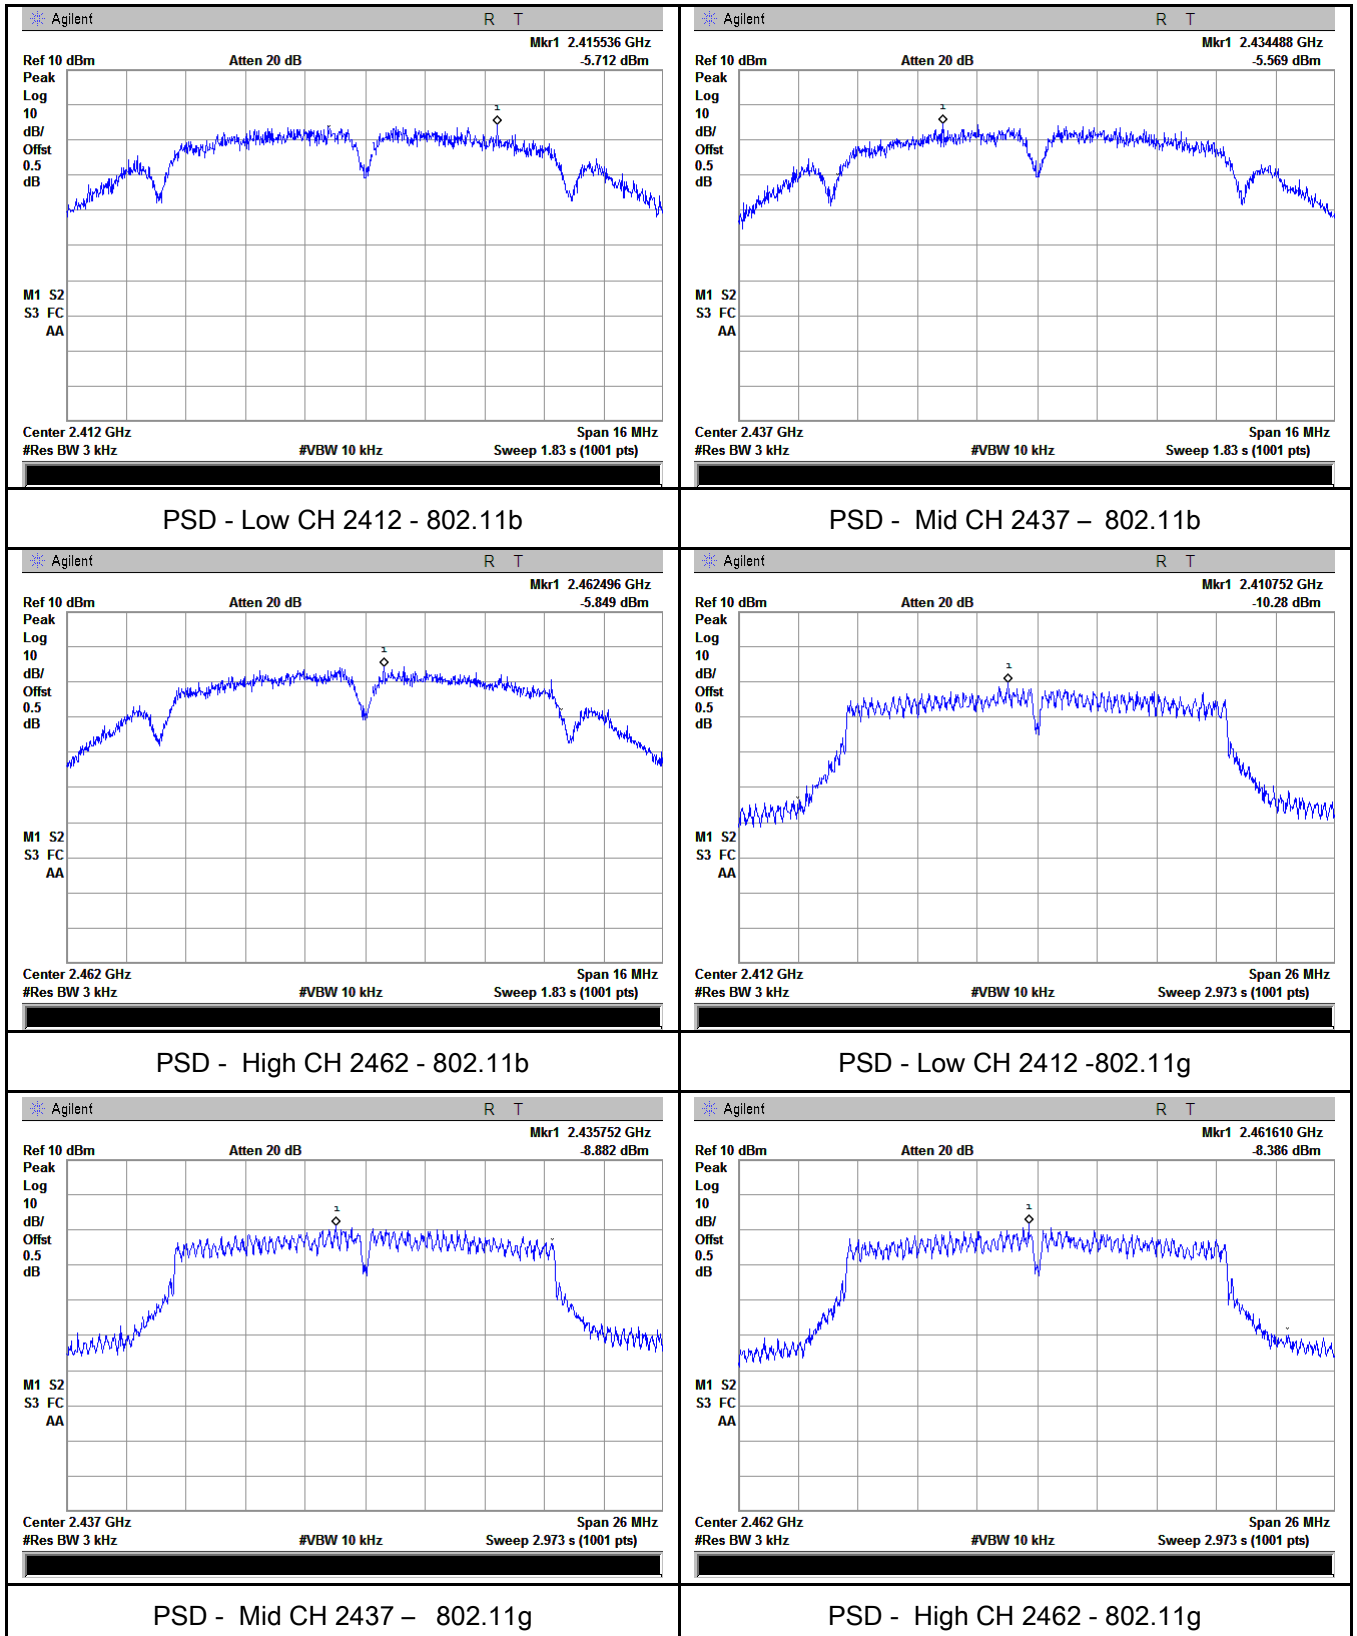 Agilent R T
Mkr1 2.415536 GHz
Ref 10 dBm Atten 20 dB -5.712 dBm
Peak
Log
10
dB/
Offst
0.5
dB
1
M1 S2
S3 FC
AA
Center 2.412 GHz Span 16 MHz
#Res BW 3 kHz #VBW 10 kHz Sweep 1.83 s (1001 pts)
PSD - Low CH 2412 - 802.11b
Agilent R T
Mkr1 2.434488 GHz
Ref 10 dBm Atten 20 dB -5.569 dBm
Peak
Log
10
dB/
Offst
0.5
dB
1
M1 S2
S3 FC
AA
Center 2.437 GHz Span 16 MHz
#Res BW 3 kHz #VBW 10 kHz Sweep 1.83 s (1001 pts)
PSD - Mid CH 2437 – 802.11b
Agilent R T
Mkr1 2.462496 GHz
Ref 10 dBm Atten 20 dB -5.849 dBm
Peak
Log
10
dB/
Offst
0.5
dB
1
M1 S2
S3 FC
AA
Center 2.462 GHz Span 16 MHz
#Res BW 3 kHz #VBW 10 kHz Sweep 1.83 s (1001 pts)
PSD - High CH 2462 - 802.11b
Agilent R T
Mkr1 2.410752 GHz
Ref 10 dBm Atten 20 dB -10.28 dBm
Peak
Log
10
dB/
Offst
0.5
dB
1
M1 S2
S3 FC
AA
Center 2.412 GHz Span 26 MHz
#Res BW 3 kHz #VBW 10 kHz Sweep 2.973 s (1001 pts)
PSD - Low CH 2412 -802.11g
Agilent R T
Mkr1 2.435752 GHz
Ref 10 dBm Atten 20 dB -8.882 dBm
Peak
Log
10
dB/
Offst
0.5
dB
1
M1 S2
S3 FC
AA
Center 2.437 GHz Span 26 MHz
#Res BW 3 kHz #VBW 10 kHz Sweep 2.973 s (1001 pts)
PSD - Mid CH 2437 – 802.11g
Agilent R T
Mkr1 2.461610 GHz
Ref 10 dBm Atten 20 dB -8.386 dBm
Peak
Log
10
dB/
Offst
0.5
dB
1
M1 S2
S3 FC
AA
Center 2.462 GHz Span 26 MHz
#Res BW 3 kHz #VBW 10 kHz Sweep 2.973 s (1001 pts)
PSD - High CH 2462 - 802.11g